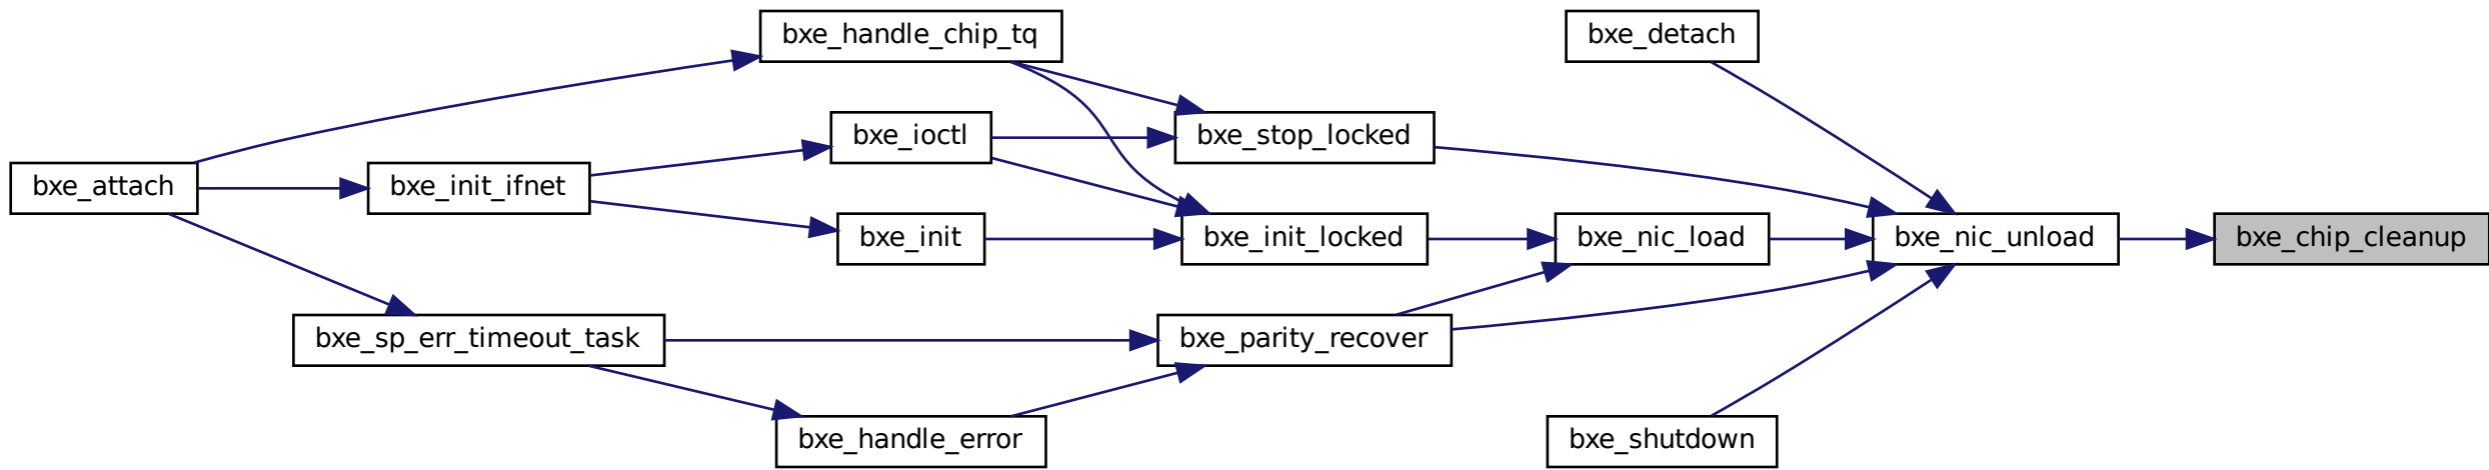 bxe_handle_chip_tq
bxe_detach
bxe_ioctl
bxe_stop_locked
bxe_attach
bxe_init_ifnet
bxe_init
bxe_init_locked
bxe_nic_load
bxe_nic_unload
bxe_chip_cleanup
bxe_sp_err_timeout_task
bxe_parity_recover
bxe_handle_error
bxe_shutdown